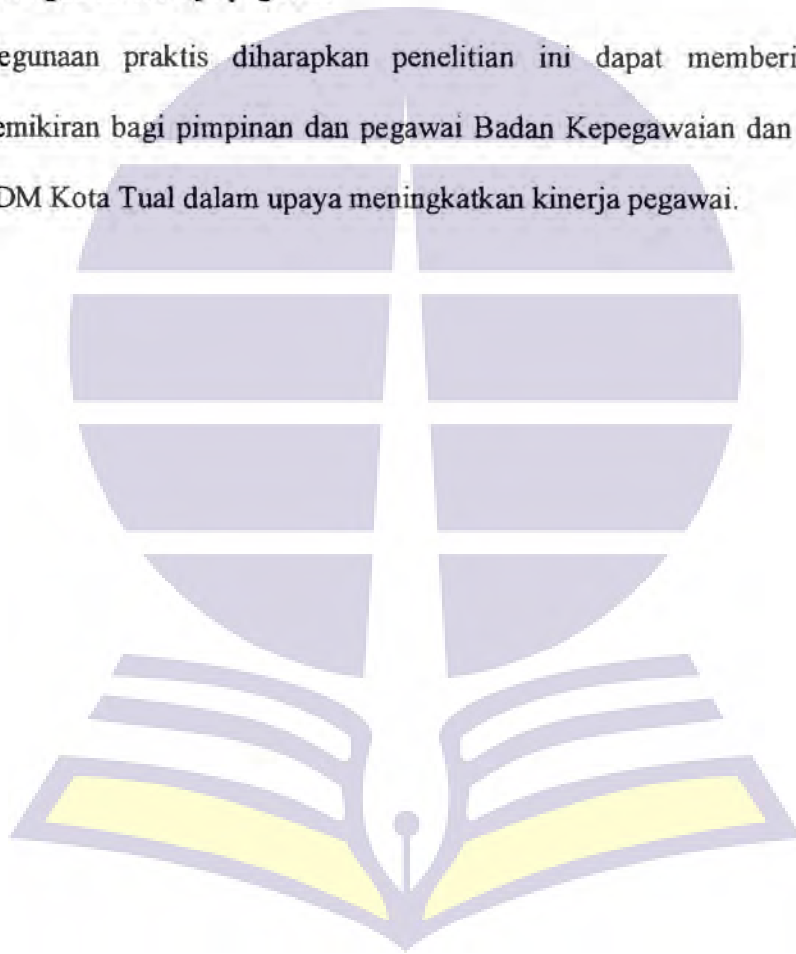 egunaan praktis diharapkan penelitian ini dapat memberi
emikiran bagi pimpinan dan pegawai Badan Kepegawaian dan
DM Kota Tual dalam upaya meningkatkan kinerja pegawai.